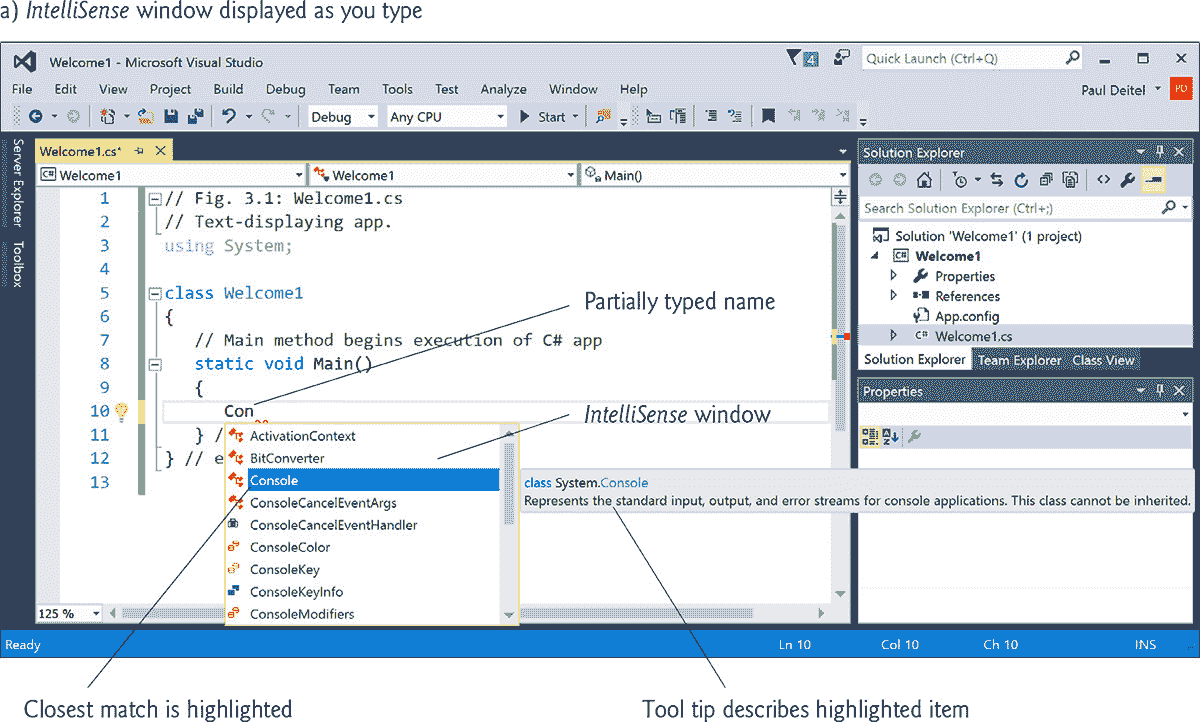 a) IntelliSense window displayed as you type
Welcome1 - Microsoft Visual Studio
4
Quick Launch (Ctrl+Q)
File Edit View Project Build Debug Team Tools Test Analyze Window Help
Paul Deitel PD
Debug Any CPU Start
Server Explorer
Toolbox
Welcome1.cs*
C# Welcome1 Welcome1 Main()
1 // Fig. 3.1: Welcome1.cs
2 // Text-displaying app.
3 using System;
4
5 class Welcome1
6 {
7 // Main method begins execution of C# app
8 static void Main()
9 {
10 Con
11 } /
12 } // e
13
ActivationContext
BitConverter
Console
ConsoleCancelEventArgs
ConsoleCancelEventHandler
ConsoleColor
ConsoleKey
ConsoleKeyInfo
ConsoleModifiers
class System.Console
Represents the standard input, output, and error streams for console applications. This class cannot be inherited.
Partially typed name
IntelliSense window
125 %
Solution Explorer
Search Solution Explorer (Ctrl+;)
Solution 'Welcome1' (1 project)
C# Welcome1
Properties
References
App.config
C# Welcome1.cs
Solution Explorer Team Explorer Class View
Properties
Ready Ln 10 Col 10 Ch 10 INS
Closest match is highlighted
Tool tip describes highlighted item